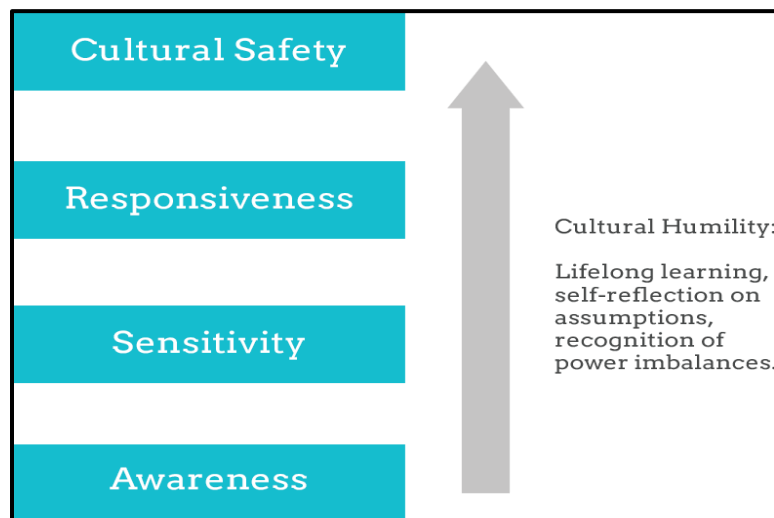 Cultural Safety
Responsiveness
Sensitivity
Awareness
Cultural Humility:
Lifelong learning,
self-reflection on
assumptions,
recognition of
power imbalances.